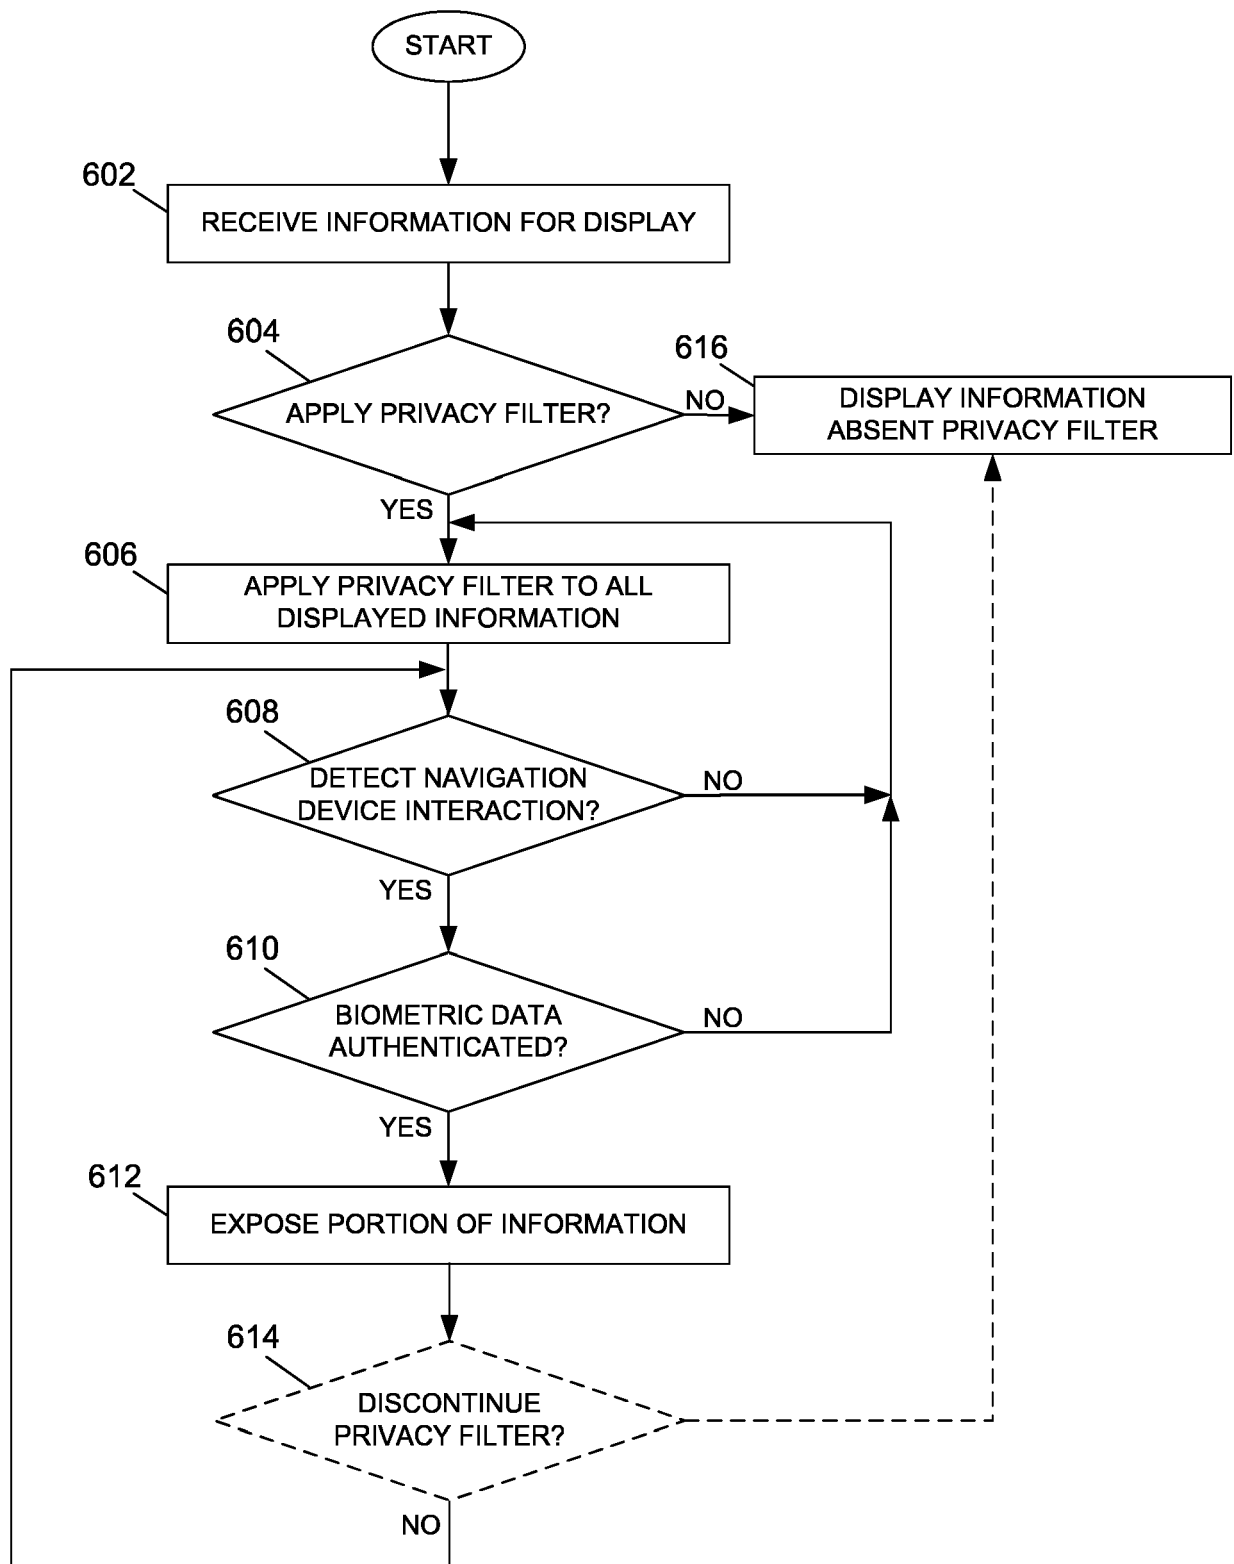 START
602
RECEIVE INFORMATION FOR DISPLAY
604
APPLY PRIVACY FILTER?
NO
616
DISPLAY INFORMATION
ABSENT PRIVACY FILTER
YES
606
APPLY PRIVACY FILTER TO ALL
DISPLAYED INFORMATION
608
DETECT NAVIGATION
DEVICE INTERACTION?
NO
YES
610
BIOMETRIC DATA
AUTHENTICATED?
NO
YES
612
EXPOSE PORTION OF INFORMATION
614
DISCONTINUE
PRIVACY FILTER?
NO